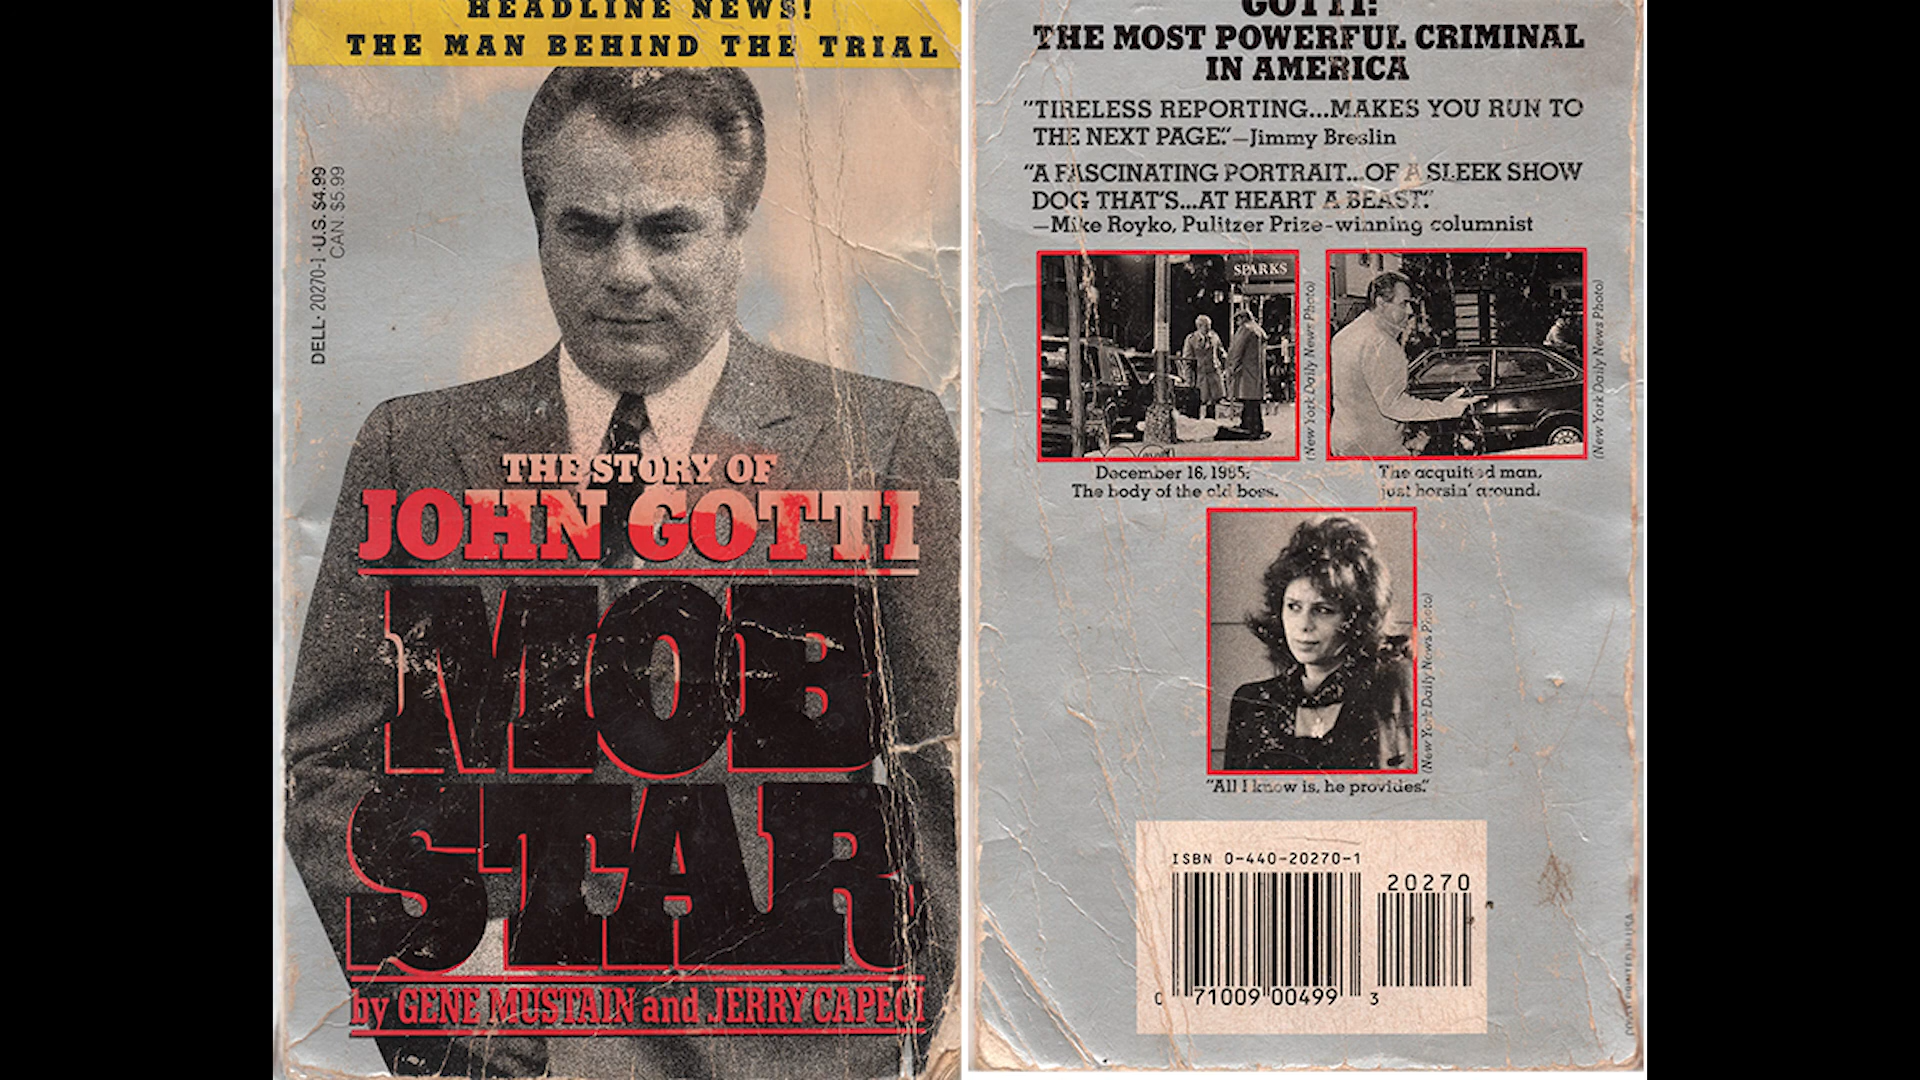 HEADLINE NEWS!
THE MAN BEHIND THE TRIAL
DELL • 20270-1 • U.S. $4.99
CAN. $5.99
THE STORY OF
JOHN GOTTI
MOB
STAR
by GENE MUSTAIN and JERRY CAPECI
GOTTI:
THE MOST POWERFUL CRIMINAL
IN AMERICA
"TIRELESS REPORTING...MAKES YOU RUN TO
THE NEXT PAGE." —Jimmy Breslin
"A FASCINATING PORTRAIT...OF A SLEEK SHOW
DOG THAT'S...AT HEART A BEAST."
—Mike Royko, Pulitzer Prize-winning columnist
SPARKS
(New York Daily News Photo)
(New York Daily News Photo)
December 16, 1985:
The body of the old boss.
The acquitted man,
just horsin' around.
(New York Daily News Photo)
"All I know is, he provides."
ISBN 0-440-20270-1
20270
0 71009 00499 3
PRINTED IN USA